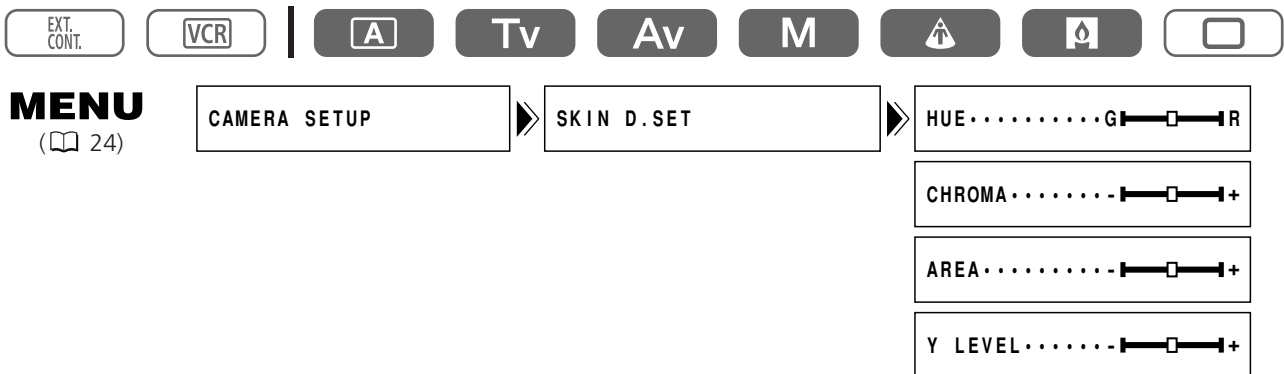 EXT. CONT. VCR A Tv Av M
MENU CAMERA SETUP SKIN D.SET HUE··········G R
(24)
CHROMA·······- +
AREA·········- +
Y LEVEL······- +